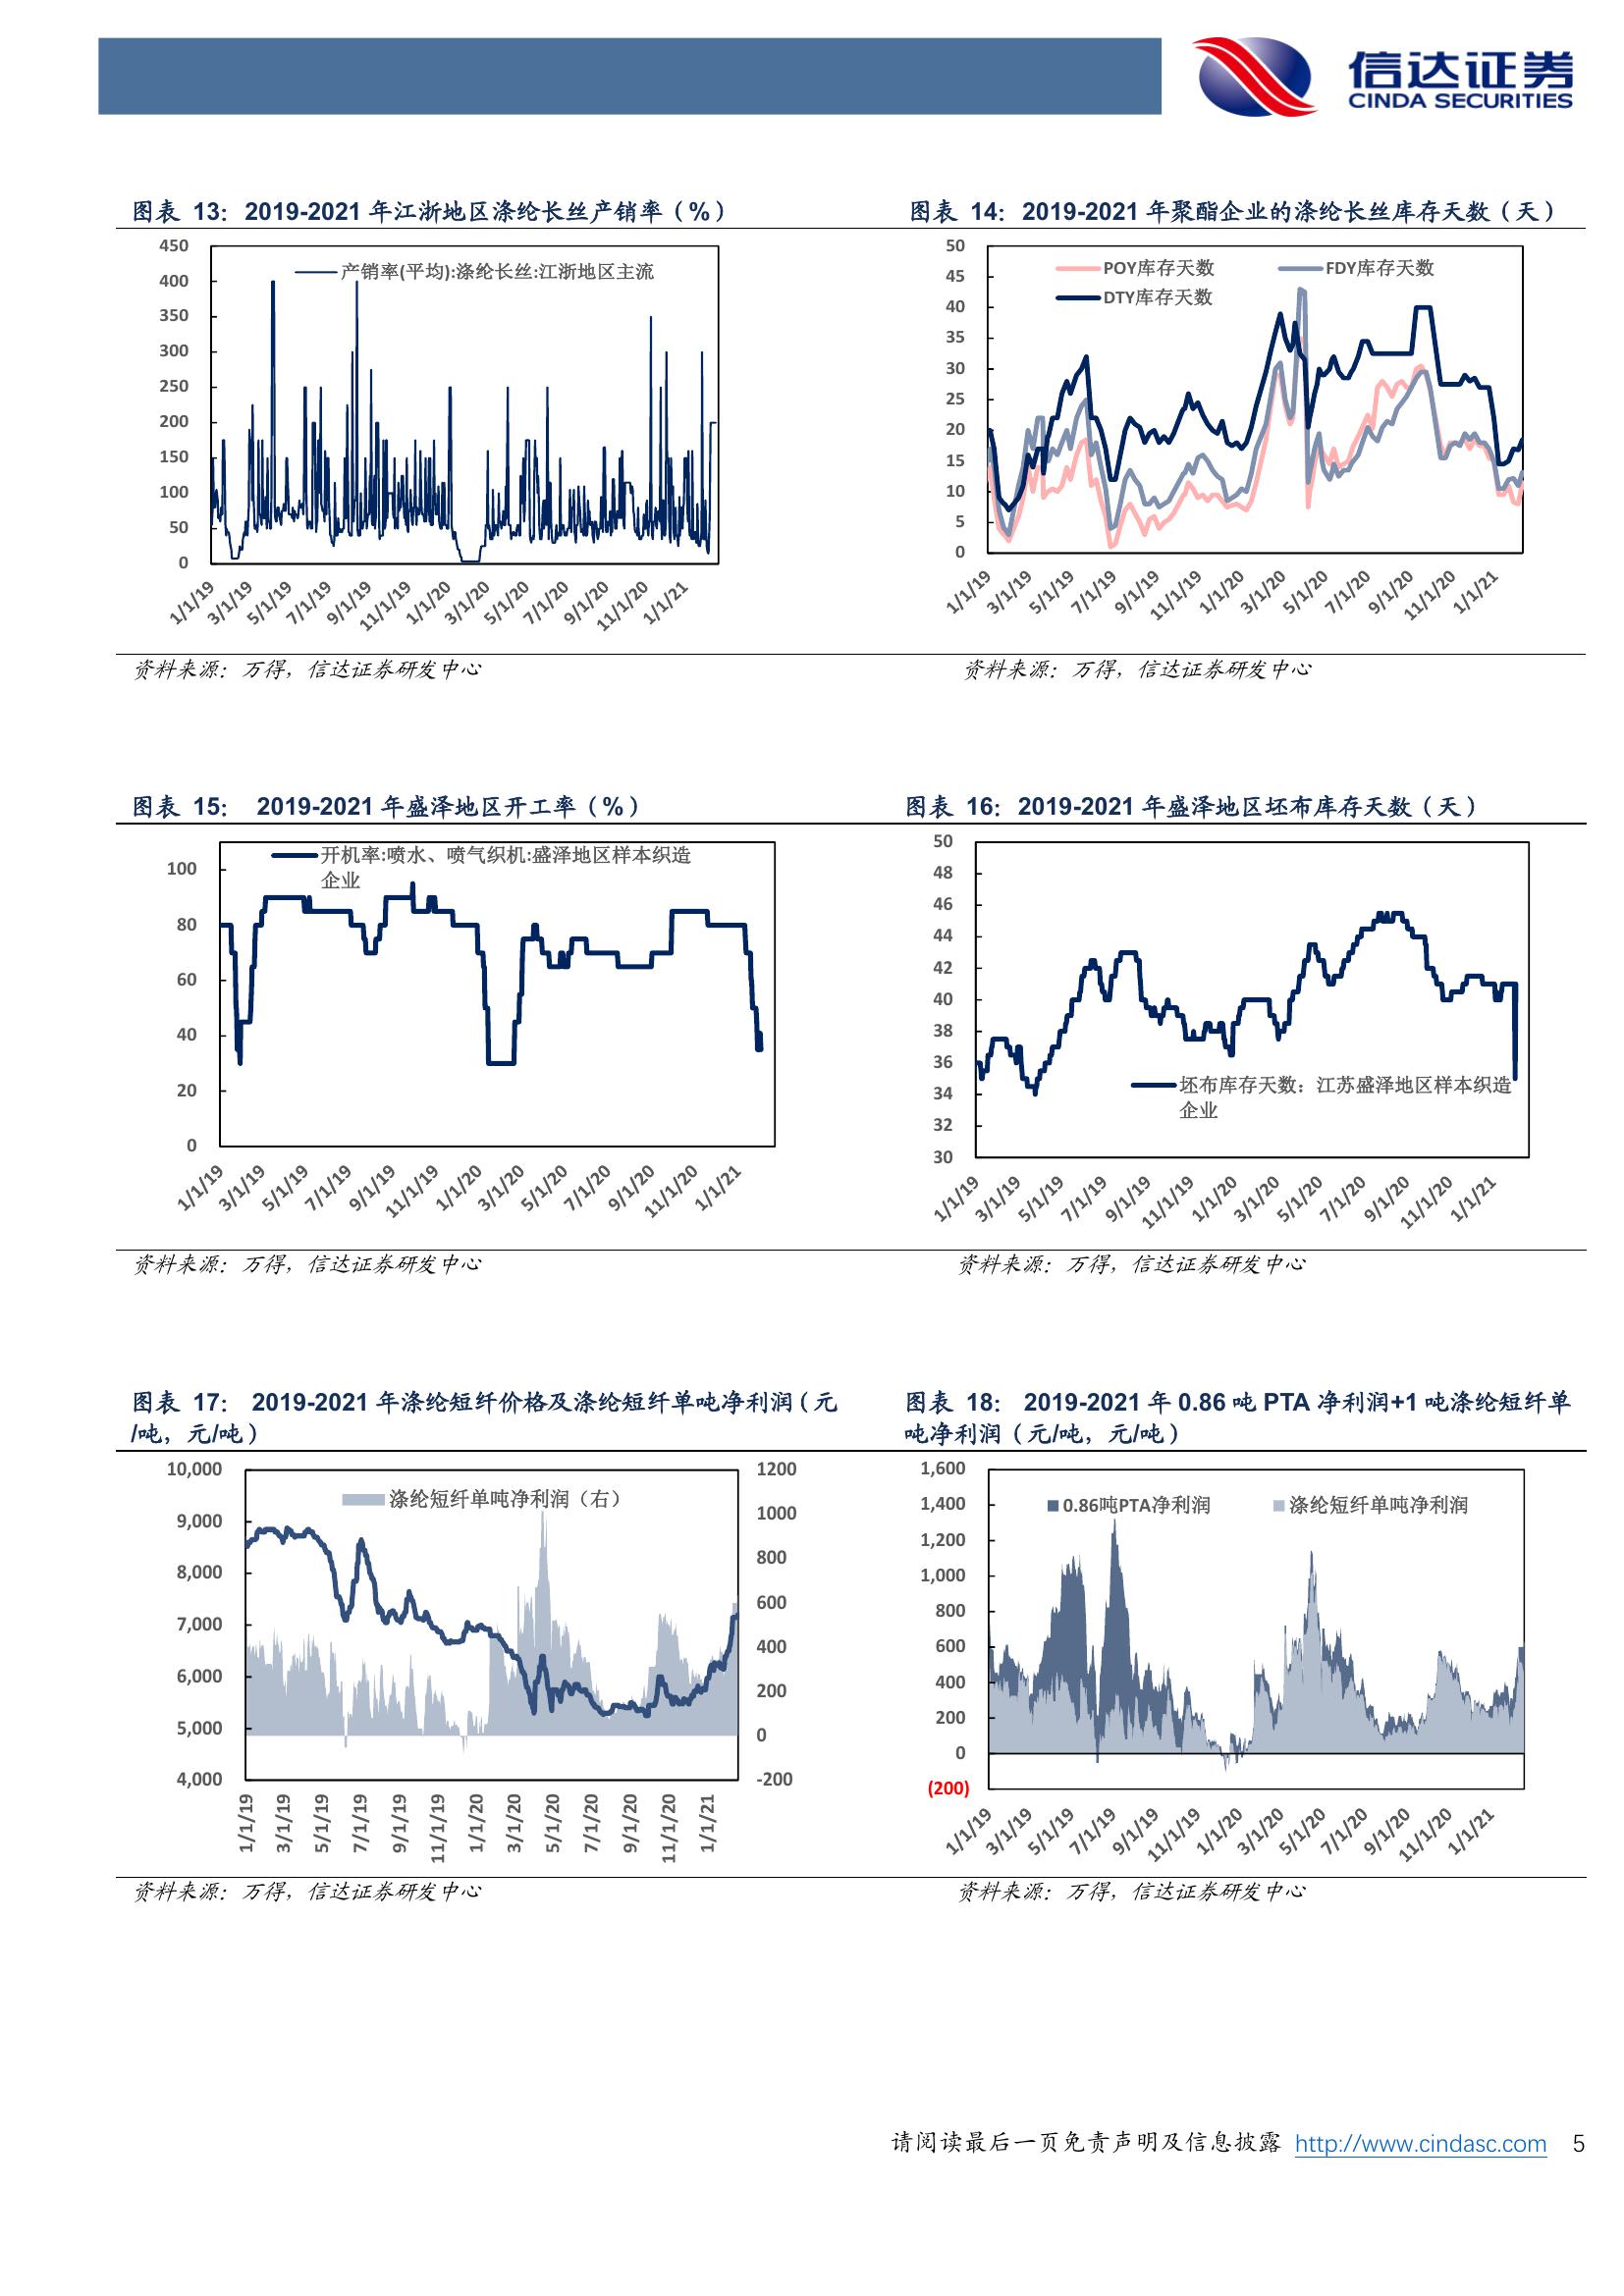 信达证券
CINDA SECURITIES
图表 13： 2019-2021 年江浙地区涤纶长丝产销率（%）
450
400
350
300
250
200
150
100
50
0
产销率(平均):涤纶长丝:江浙地区主流
1/1/19 3/1/19 5/1/19 7/1/19 9/1/19 11/1/19 1/1/20 3/1/20 5/1/20 7/1/20 9/1/20 11/1/20 1/1/21
资料来源：万得，信达证券研发中心
图表 14： 2019-2021 年聚酯企业的涤纶长丝库存天数（天）
50
45
40
35
30
25
20
15
10
5
0
POY库存天数 FDY库存天数
DTY库存天数
1/1/19 3/1/19 5/1/19 7/1/19 9/1/19 11/1/19 1/1/20 3/1/20 5/1/20 7/1/20 9/1/20 11/1/20 1/1/21
资料来源：万得，信达证券研发中心
图表 15： 2019-2021 年盛泽地区开工率（%）
100
80
60
40
20
0
开机率:喷水、喷气织机:盛泽地区样本织造
企业
1/1/19 3/1/19 5/1/19 7/1/19 9/1/19 11/1/19 1/1/20 3/1/20 5/1/20 7/1/20 9/1/20 11/1/20 1/1/21
资料来源：万得，信达证券研发中心
图表 16： 2019-2021 年盛泽地区坯布库存天数（天）
50
48
46
44
42
40
38
36
34
32
30
坯布库存天数：江苏盛泽地区样本织造
企业
1/1/19 3/1/19 5/1/19 7/1/19 9/1/19 11/1/19 1/1/20 3/1/20 5/1/20 7/1/20 9/1/20 11/1/20 1/1/21
资料来源：万得，信达证券研发中心
图表 17： 2019-2021 年涤纶短纤价格及涤纶短纤单吨净利润（元
/吨，元/吨）
10,000
9,000
8,000
7,000
6,000
5,000
4,000
涤纶短纤单吨净利润（右）
1200
1000
800
600
400
200
0
-200
1/1/19 3/1/19 5/1/19 7/1/19 9/1/19 11/1/19 1/1/20 3/1/20 5/1/20 7/1/20 9/1/20 11/1/20 1/1/21
资料来源：万得，信达证券研发中心
图表 18： 2019-2021 年 0.86 吨 PTA 净利润+1 吨涤纶短纤单
吨净利润（元/吨，元/吨）
1,600
1,400
1,200
1,000
800
600
400
200
0
(200)
0.86吨PTA净利润 涤纶短纤单吨净利润
1/1/19 3/1/19 5/1/19 7/1/19 9/1/19 11/1/19 1/1/20 3/1/20 5/1/20 7/1/20 9/1/20 11/1/20 1/1/21
资料来源：万得，信达证券研发中心
请阅读最后一页免责声明及信息披露 http://www.cindasc.com 5